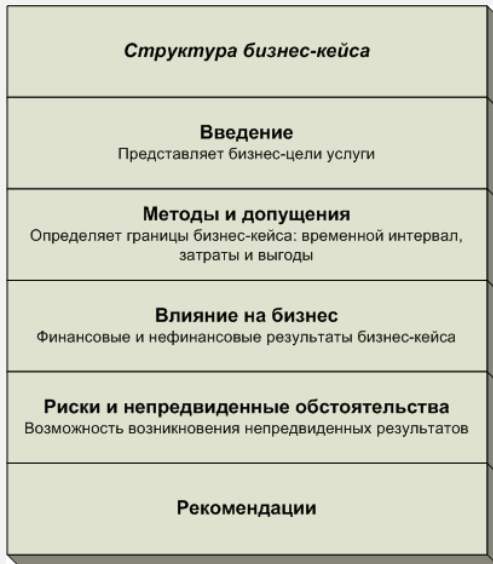 Структура бизнес-кейса
Введение
Представляет бизнес-цели услуги
Методы и допущения
Определяет границы бизнес-кейса: временной интервал,
затраты и выгоды
Влияние на бизнес
Финансовые и нефинансовые результаты бизнес-кейса
Риски и непредвиденные обстоятельства
Возможность возникновения непредвиденных результатов
Рекомендации